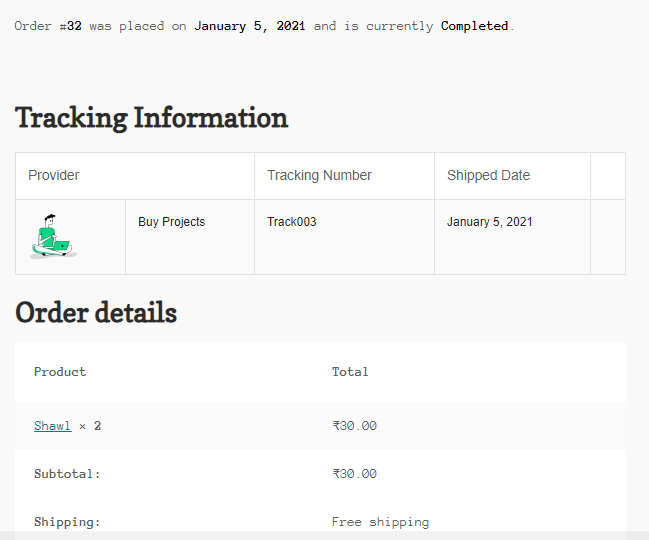 Order #32 was placed on January 5, 2021 and is currently Completed.
Tracking Information
Provider Tracking Number Shipped Date
Buy Projects Track003 January 5, 2021
Order details
Product Total
Shawl × 2 ₹30.00
Subtotal: ₹30.00
Shipping: Free shipping